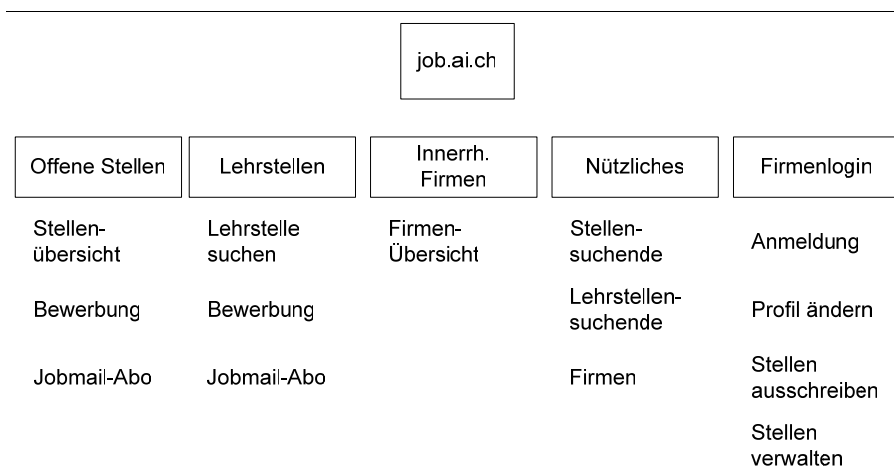 job.ai.ch
Offene Stellen
Lehrstellen
Innerrh.
Firmen
Nützliches
Firmenlogin
Stellen-
übersicht
Lehrstelle
suchen
Firmen-
Übersicht
Stellen-
suchende
Anmeldung
Bewerbung
Bewerbung
Lehrstellen-
suchende
Profil ändern
Jobmail-Abo
Jobmail-Abo
Firmen
Stellen
ausschreiben
Stellen
verwalten